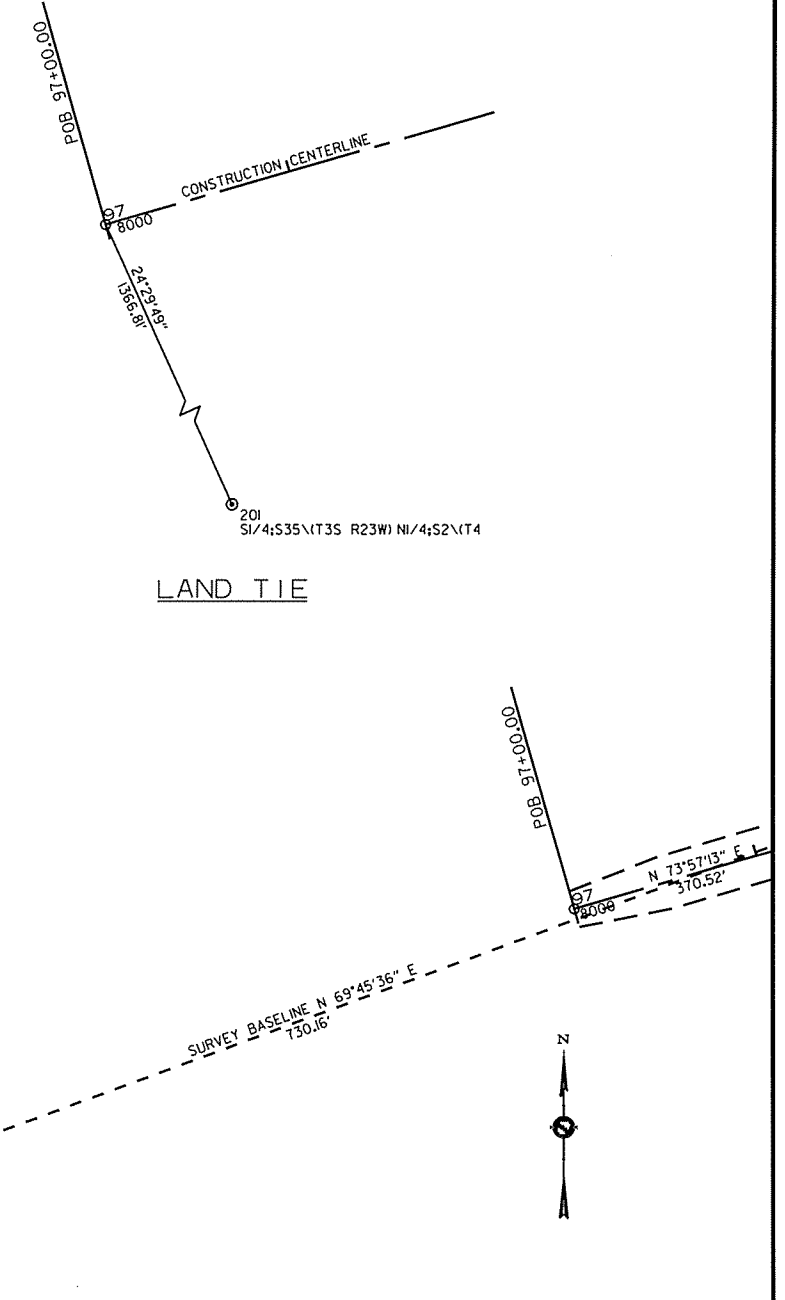 POB 97+00.00
CONSTRUCTION CENTERLINE
97
8000
24°29'49"
1366.81'
201
S1/4;S35\(T3S R23W) N1/4;S2\(T4
LAND TIE
POB 97+00.00
N 73°57'13" E
370.52'
97
8000
SURVEY BASELINE N 69°45'36" E
730.16'
N